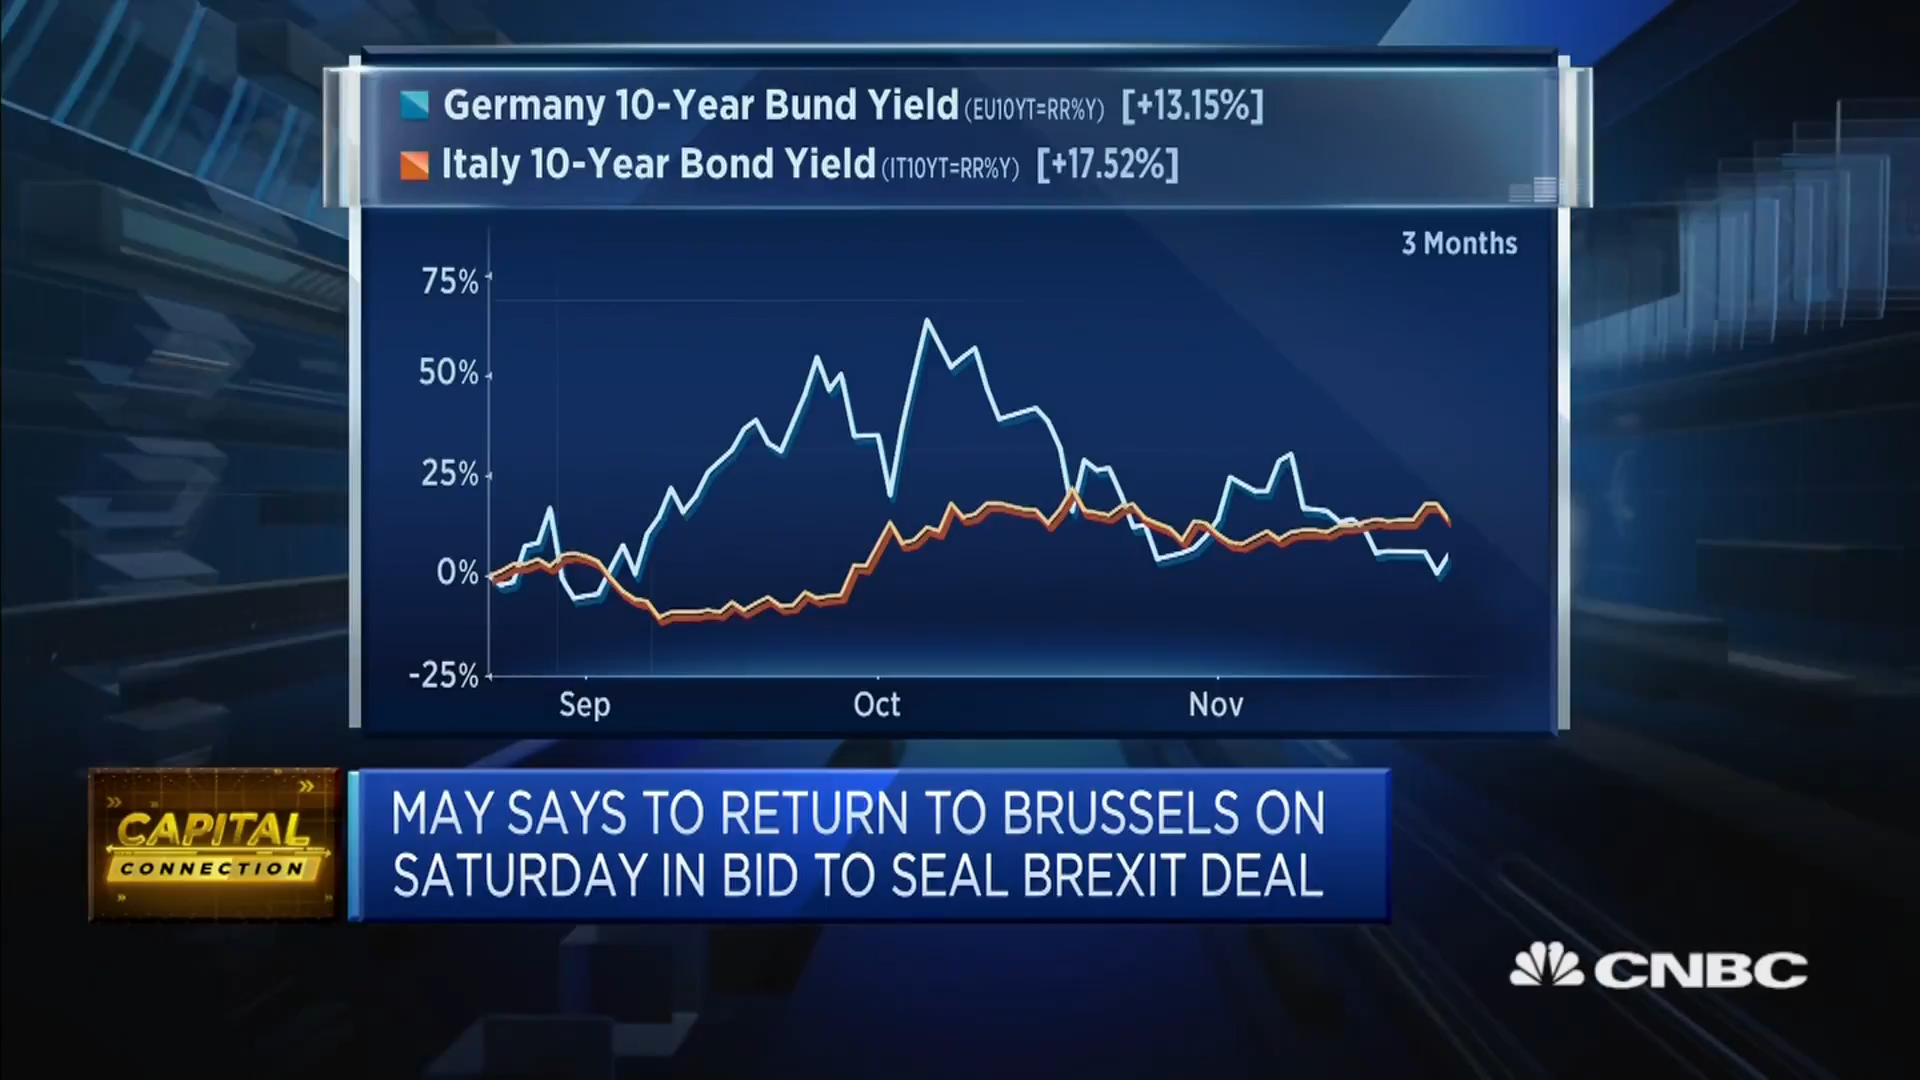 Germany 10-Year Bund Yield (EU10YT=RR%Y) [+13.15%]
Italy 10-Year Bond Yield (IT10YT=RR%Y) [+17.52%]
3 Months
75%
50%
25%
0%
-25%
Sep Oct Nov
CAPITAL
CONNECTION
MAY SAYS TO RETURN TO BRUSSELS ON
SATURDAY IN BID TO SEAL BREXIT DEAL
CNBC